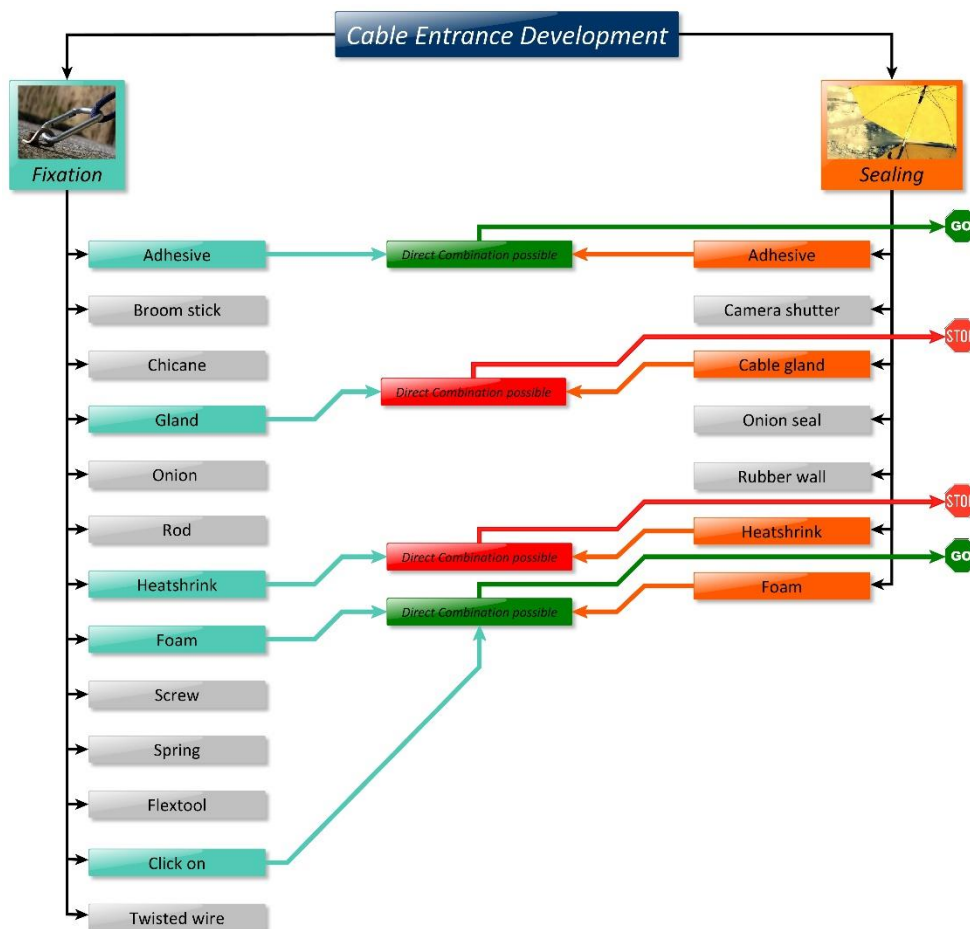 Cable Entrance Development
Fixation
Sealing
GO
Adhesive
Direct Combination possible
Adhesive
Broom stick
Camera shutter
STOP
Chicane
Direct Combination possible
Cable gland
Gland
Onion seal
Onion
Rubber wall
STOP
Rod
Heatshrink
Direct Combination possible
GO
Heatshrink
Foam
Direct Combination possible
Foam
Screw
Spring
Flextool
Click on
Twisted wire